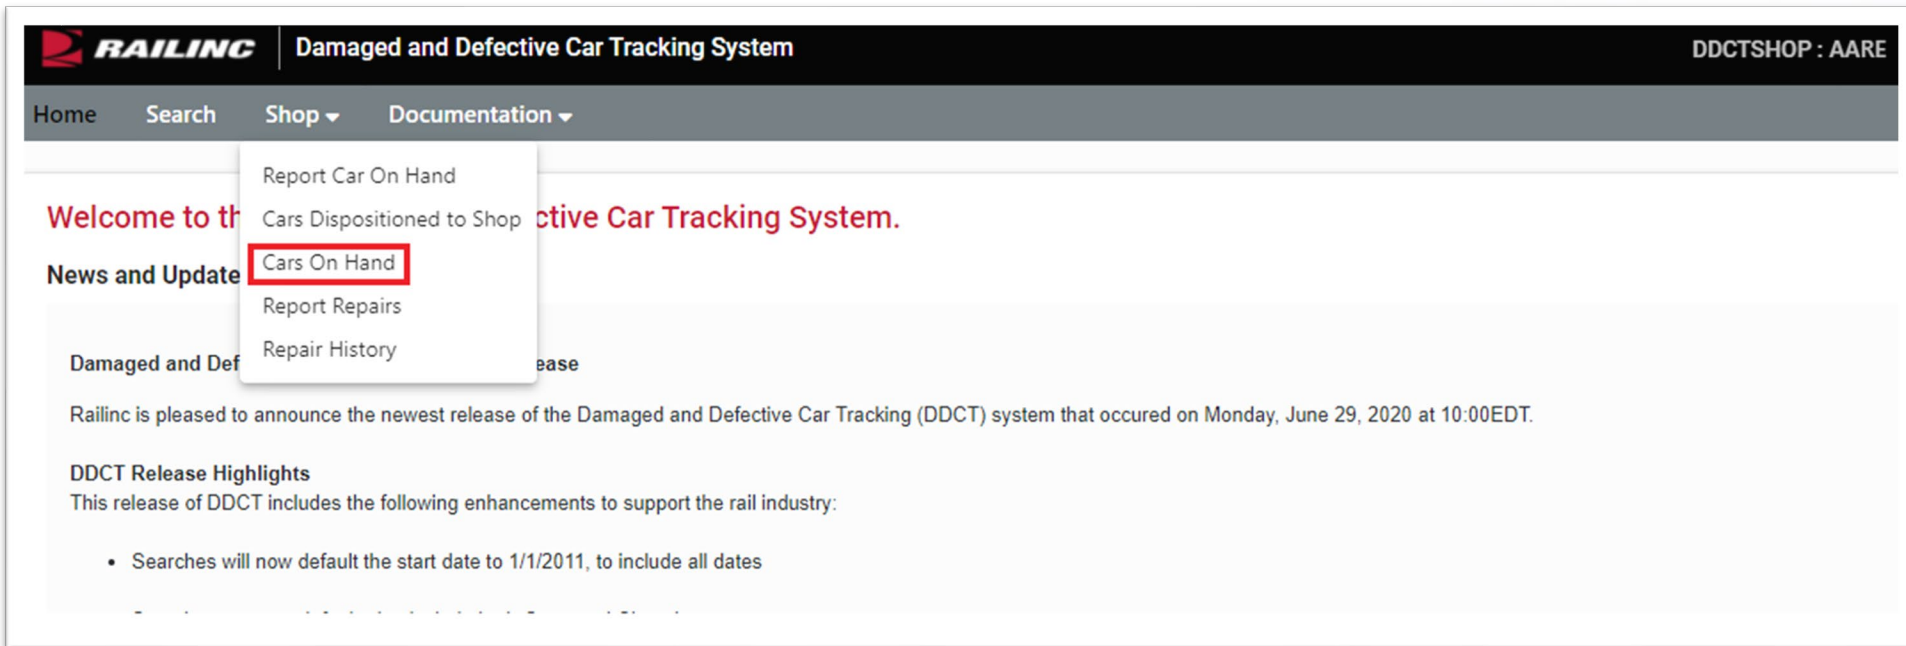 RAILINC Damaged and Defective Car Tracking System DDCTSHOP : AARE
Home Search Shop Documentation
Report Car On Hand
Cars Dispositioned to Shop
Cars On Hand
Report Repairs
Repair History
Welcome to th ctive Car Tracking System.
News and Update
Damaged and Def ease
Railinc is pleased to announce the newest release of the Damaged and Defective Car Tracking (DDCT) system that occured on Monday, June 29, 2020 at 10:00EDT.
DDCT Release Highlights
This release of DDCT includes the following enhancements to support the rail industry:
• Searches will now default the start date to 1/1/2011, to include all dates